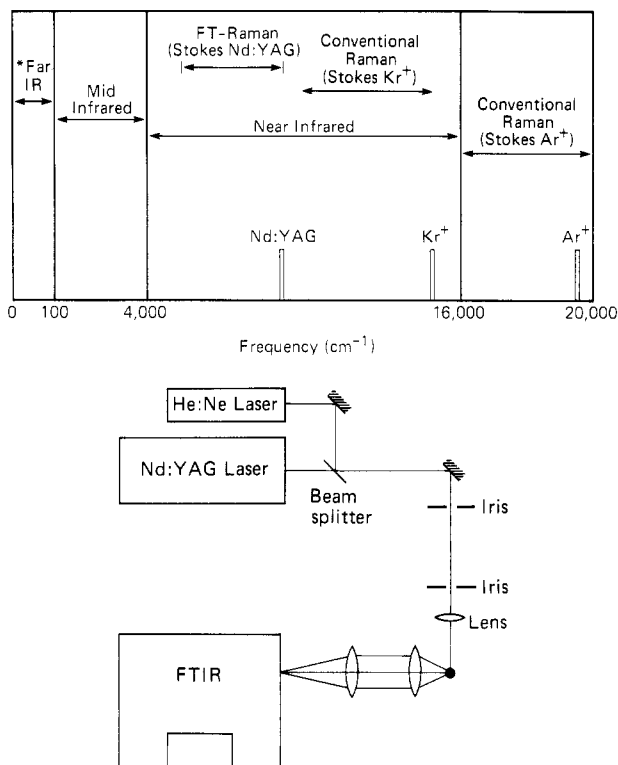 FT-Raman
(Stokes Nd:YAG)
Conventional
Raman
(Stokes Kr+)
*Far
IR
Mid
Infrared
Conventional
Raman
(Stokes Ar+)
Near Infrared
Nd:YAG
Kr+
Ar+
0
100
4,000
16,000
20,000
Frequency (cm⁻¹)
He:Ne Laser
Nd:YAG Laser
Beam
splitter
Iris
Iris
Lens
FTIR